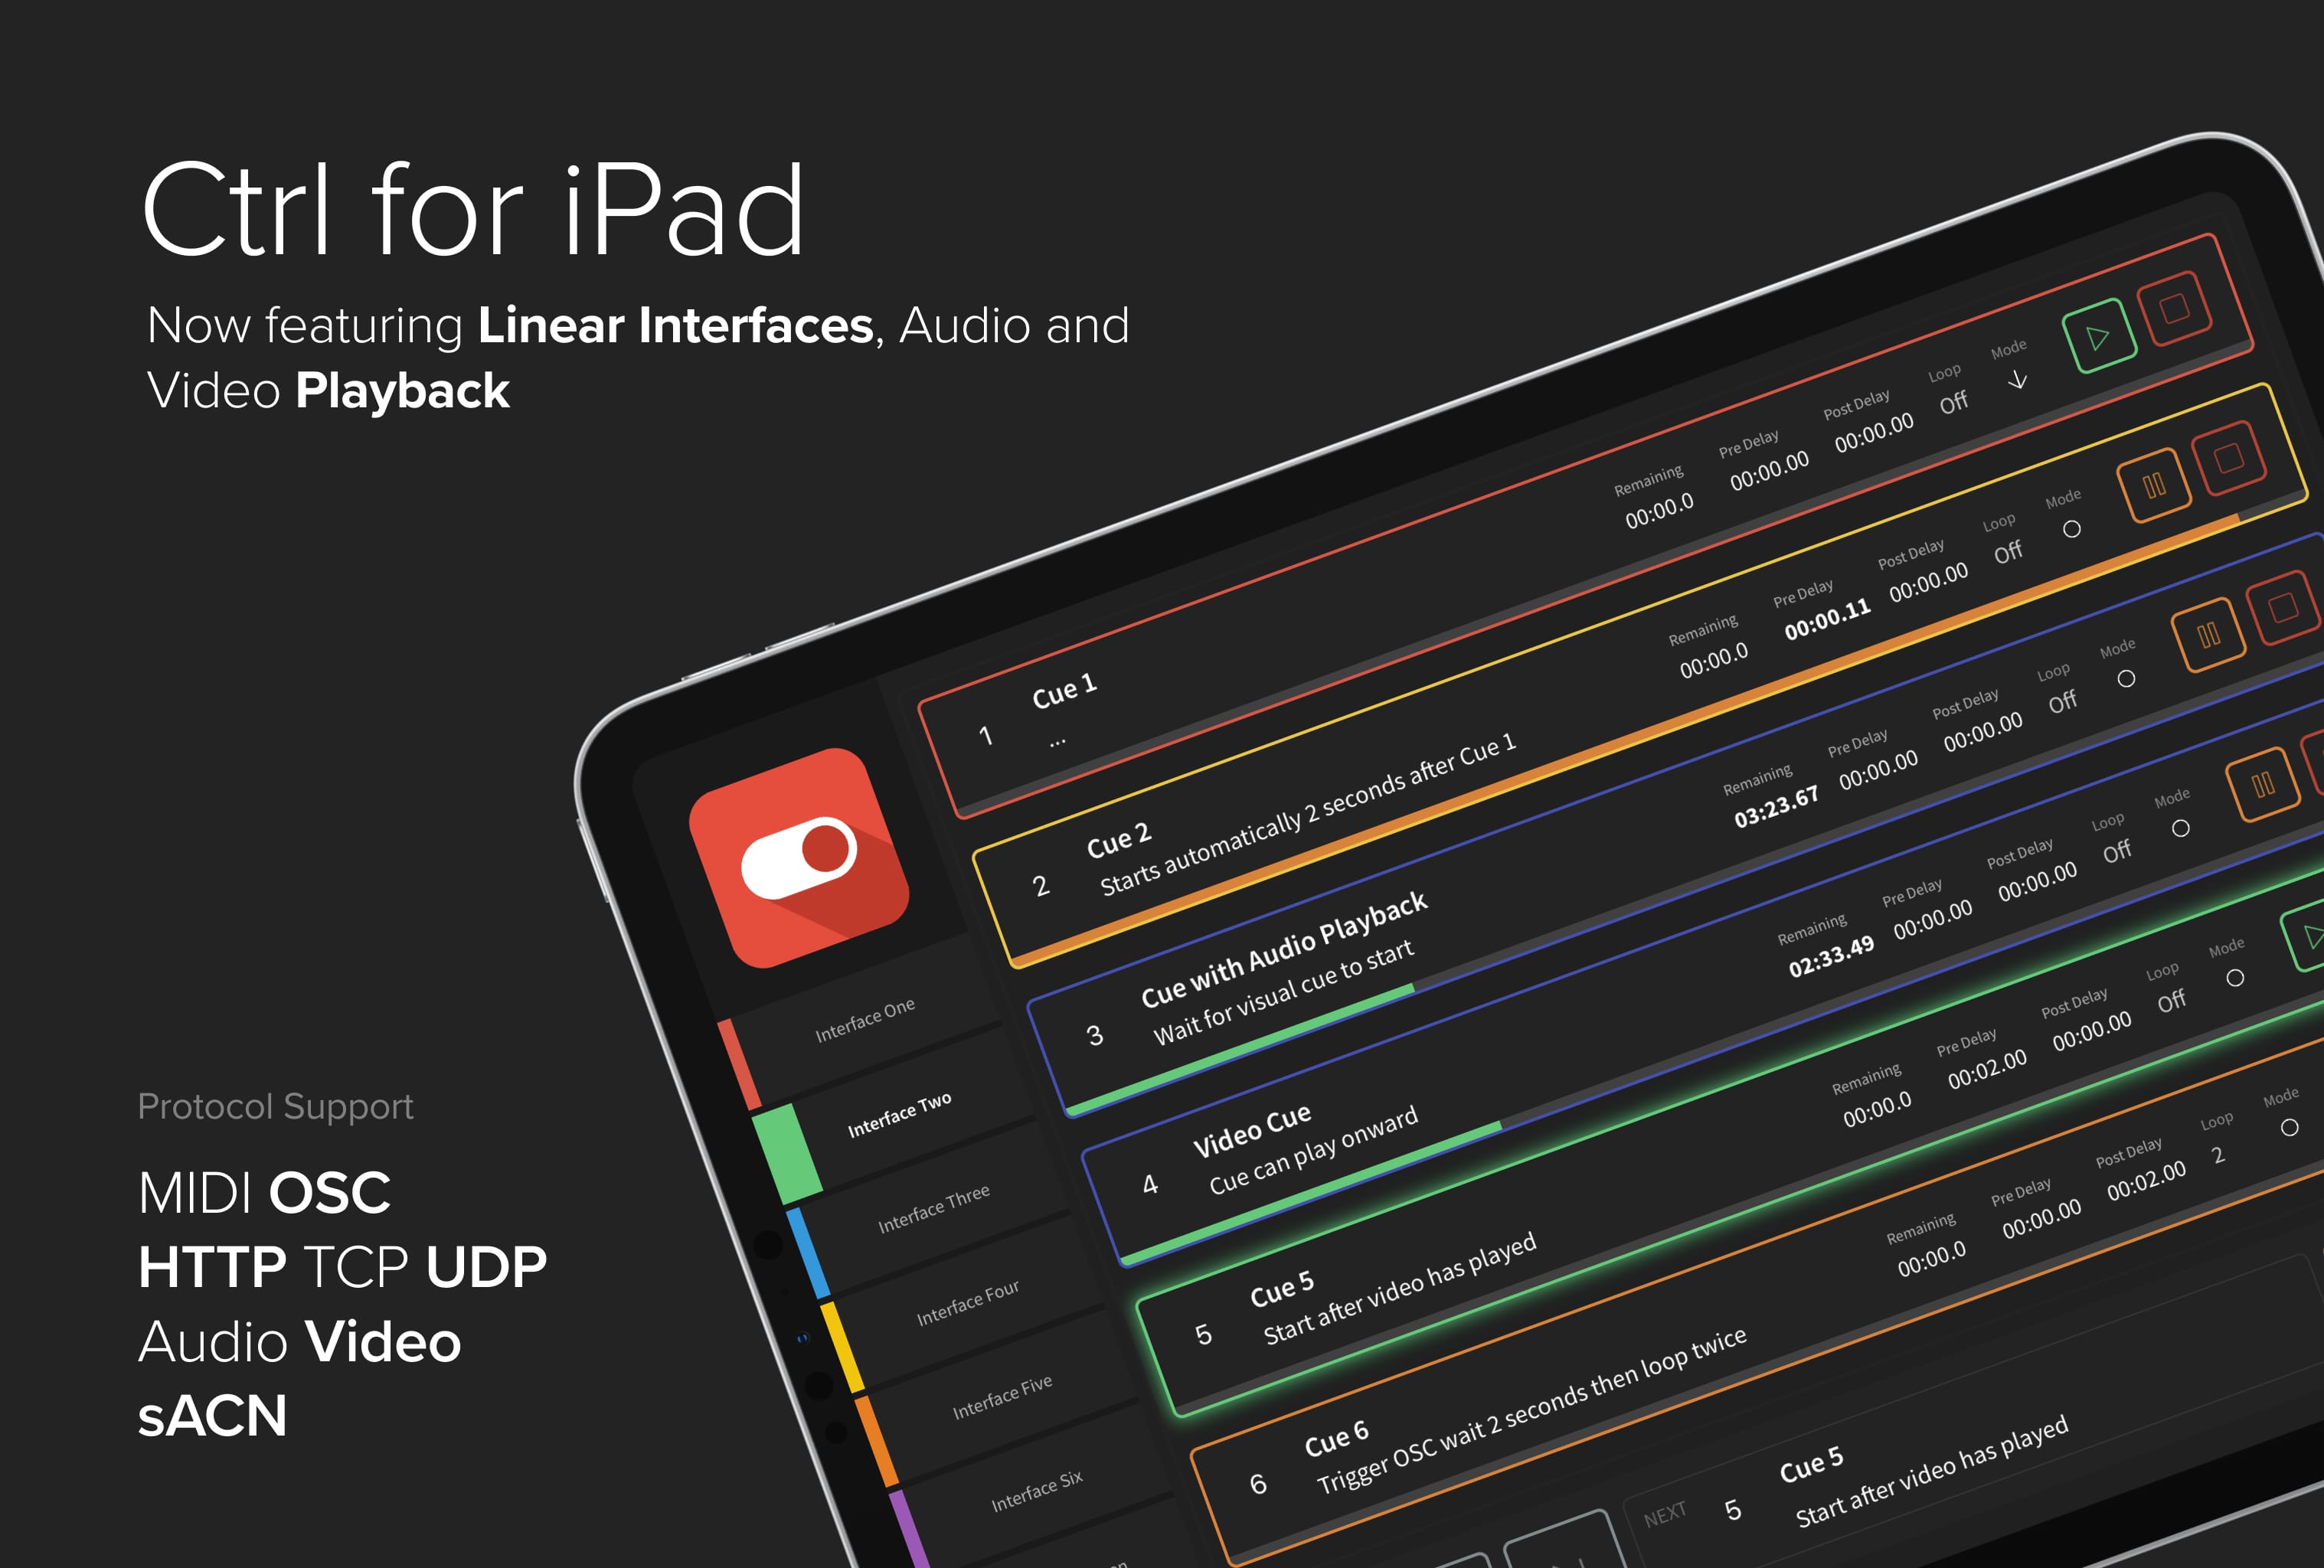 Ctrl for iPad
Now featuring Linear Interfaces, Audio and
Video Playback
Protocol Support
MIDI OSC
HTTP TCP UDP
Audio Video
sACN
Interface One
Interface Two
Interface Three
Interface Four
Interface Five
Interface Six
1 Cue 1
...
Remaining Pre Delay Post Delay Loop Mode
00:00.0 00:00.00 00:00.00 Off
2 Cue 2
Starts automatically 2 seconds after Cue 1
Remaining Pre Delay Post Delay Loop Mode
00:00.0 00:00.11 00:00.00 Off
3 Cue with Audio Playback
Wait for visual cue to start
Remaining Pre Delay Post Delay Loop Mode
03:23.67 00:00.00 00:00.00 Off
4 Video Cue
Cue can play onward
Remaining Pre Delay Post Delay Loop Mode
02:33.49 00:00.00 00:00.00 Off
5 Cue 5
Start after video has played
Remaining Pre Delay Post Delay Loop Mode
00:00.0 00:02.00 00:00.00 Off
6 Cue 6
Trigger OSC wait 2 seconds then loop twice
Remaining Pre Delay Post Delay Loop Mode
00:00.0 00:00.00 00:02.00 2
NEXT 5 Cue 5
Start after video has played